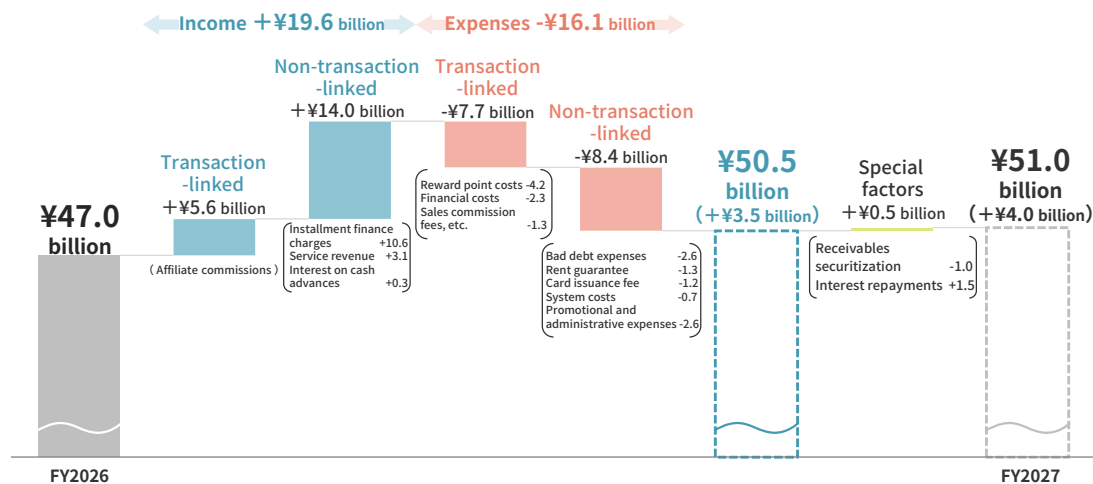 Income +¥19.6 billion
Expenses -¥16.1 billion
Non-transaction
-linked
+¥14.0 billion
Transaction
-linked
-¥7.7 billion
Non-transaction
-linked
-¥8.4 billion
Transaction
-linked
+¥5.6 billion
¥47.0
billion
(Affiliate commissions)
Installment finance
charges +10.6
Service revenue +3.1
Interest on cash
advances +0.3
Reward point costs -4.2
Financial costs -2.3
Sales commission
fees, etc. -1.3
Bad debt expenses -2.6
Rent guarantee -1.3
Card issuance fee -1.2
System costs -0.7
Promotional and
administrative expenses -2.6
¥50.5
billion
(+¥3.5 billion)
Special
factors
+¥0.5 billion
Receivables
securitization -1.0
Interest repayments +1.5
¥51.0
billion
(+¥4.0 billion)
FY2026
FY2027